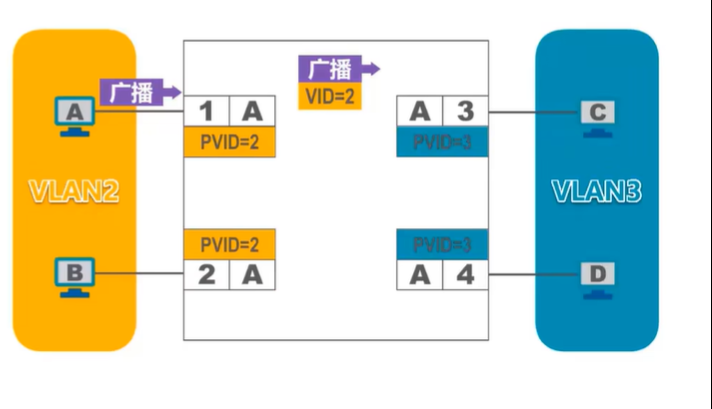 广播
VID=2
广播
A
1 A
PVID=2
A 3
PVID=3
C
VLAN2
VLAN3
PVID=2
2 A
B
PVID=3
A 4
D